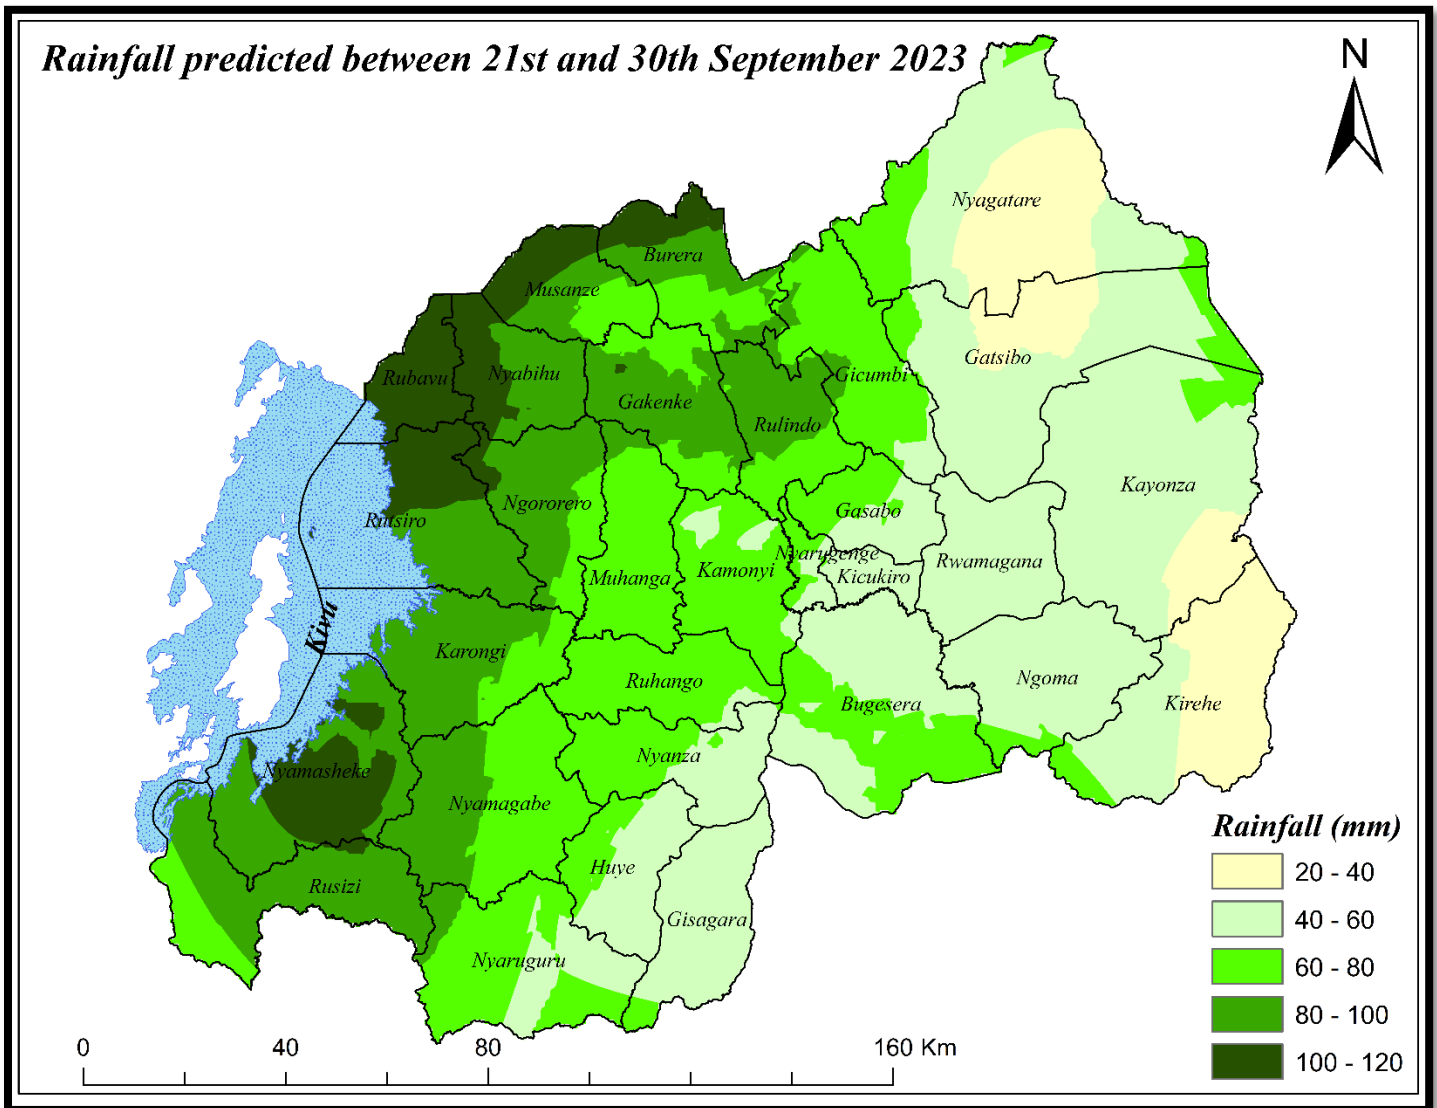 Rainfall predicted between 21st and 30th September 2023
N
Nyagatare
Burera
Musanze
Gatsibo
Rubavu
Nyabihu
Gicumbi
Gakenke
Rulindo
Kayonza
Ngororero
Gasabo
Rutsiro
Nyarugenge
Rwamagana
Kamonyi
Kicukiro
Muhanga
Kivu
Karongi
Ruhango
Ngoma
Bugesera
Kirehe
Nyanza
Nyamasheke
Nyamagabe
Huye
Rusizi
Gisagara
Nyaruguru
Rainfall (mm)
20 - 40
40 - 60
60 - 80
80 - 100
100 - 120
0 40 80 160 Km